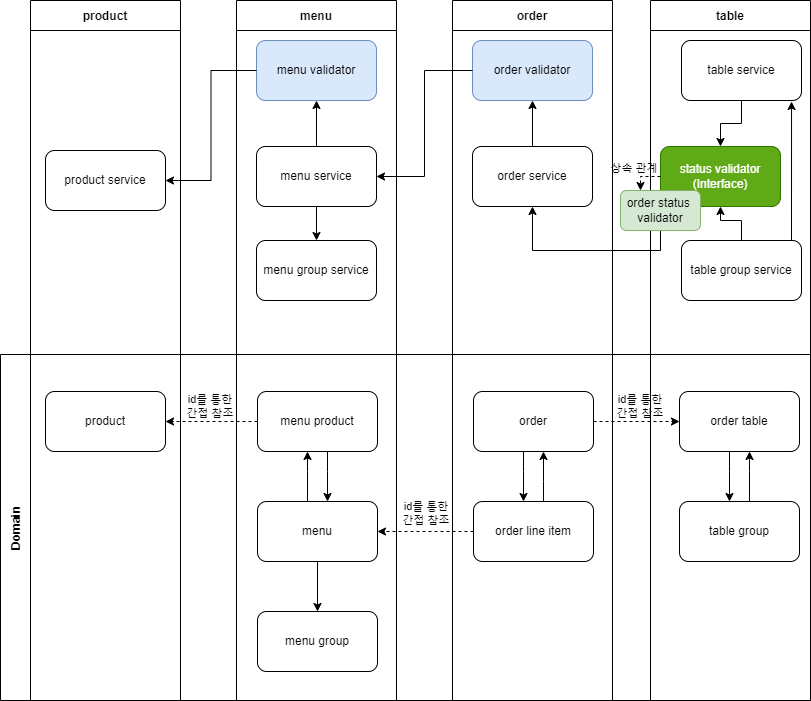 product
menu
order
table
menu validator
order validator
table service
product service
menu service
order service
상속 관계
status validator
(Interface)
order status
validator
menu group service
table group service
Domain
product
id를 통한
간접 참조
menu product
order
id를 통한
간접 참조
order table
menu
id를 통한
간접 참조
order line item
table group
menu group